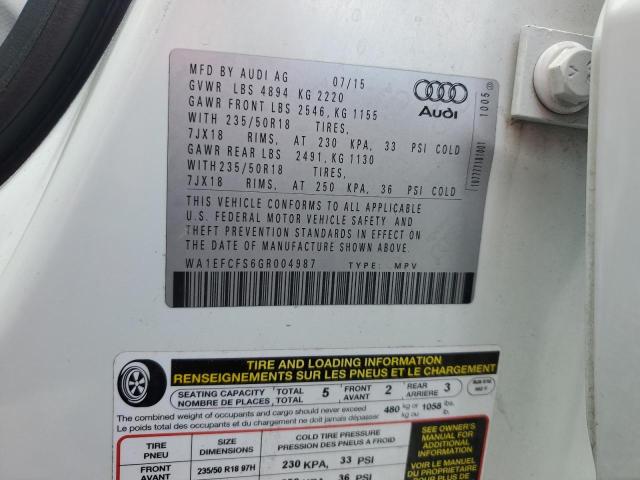 MFD BY AUDI AG 07/15
GVWR LBS 4894 KG 2220
GAWR FRONT LBS 2546, KG 1155
WITH 235/50R18 TIRES,
7JX18 RIMS, AT 230 KPA, 33 PSI COLD
GAWR REAR LBS 2491, KG 1130
WITH235/50R18 TIRES,
7JX18 RIMS, AT 250 KPA, 36 PSI COLD
THIS VEHICLE CONFORMS TO ALL APPLICABLE
U.S. FEDERAL MOTOR VEHICLE SAFETY AND
THEFT PREVENTION STANDARDS IN EFFECT ON
THE DATE OF MANUFACTURE SHOWN ABOVE.
WA1EFCFS6GR004987 TYPE: MPV
Audi
1005
TIRE AND LOADING INFORMATION
RENSEIGNEMENTS SUR LES PNEUS ET LE CHARGEMENT
SEATING CAPACITY TOTAL 5 FRONT 2 REAR 3
NOMBRE DE PLACES TOTAL AVANT ARRIERE
The combined weight of occupants and cargo should never exceed 480 kg or 1058 lbs.
Le poids total des occupants et du chargement ne doit jamais dépasser kg ou lb.
TIRE SIZE COLD TIRE PRESSURE
PNEU DIMENSIONS PRESSION DES PNEUS A FROID
FRONT 235/50 R18 97H 230 KPA, 33 PSI
AVANT
36 PSI
SEE OWNER'S
MANUAL FOR
ADDITIONAL
INFORMATION
VOIR LE MANUEL
DU PROPRIETAIRE
POUR PLUS